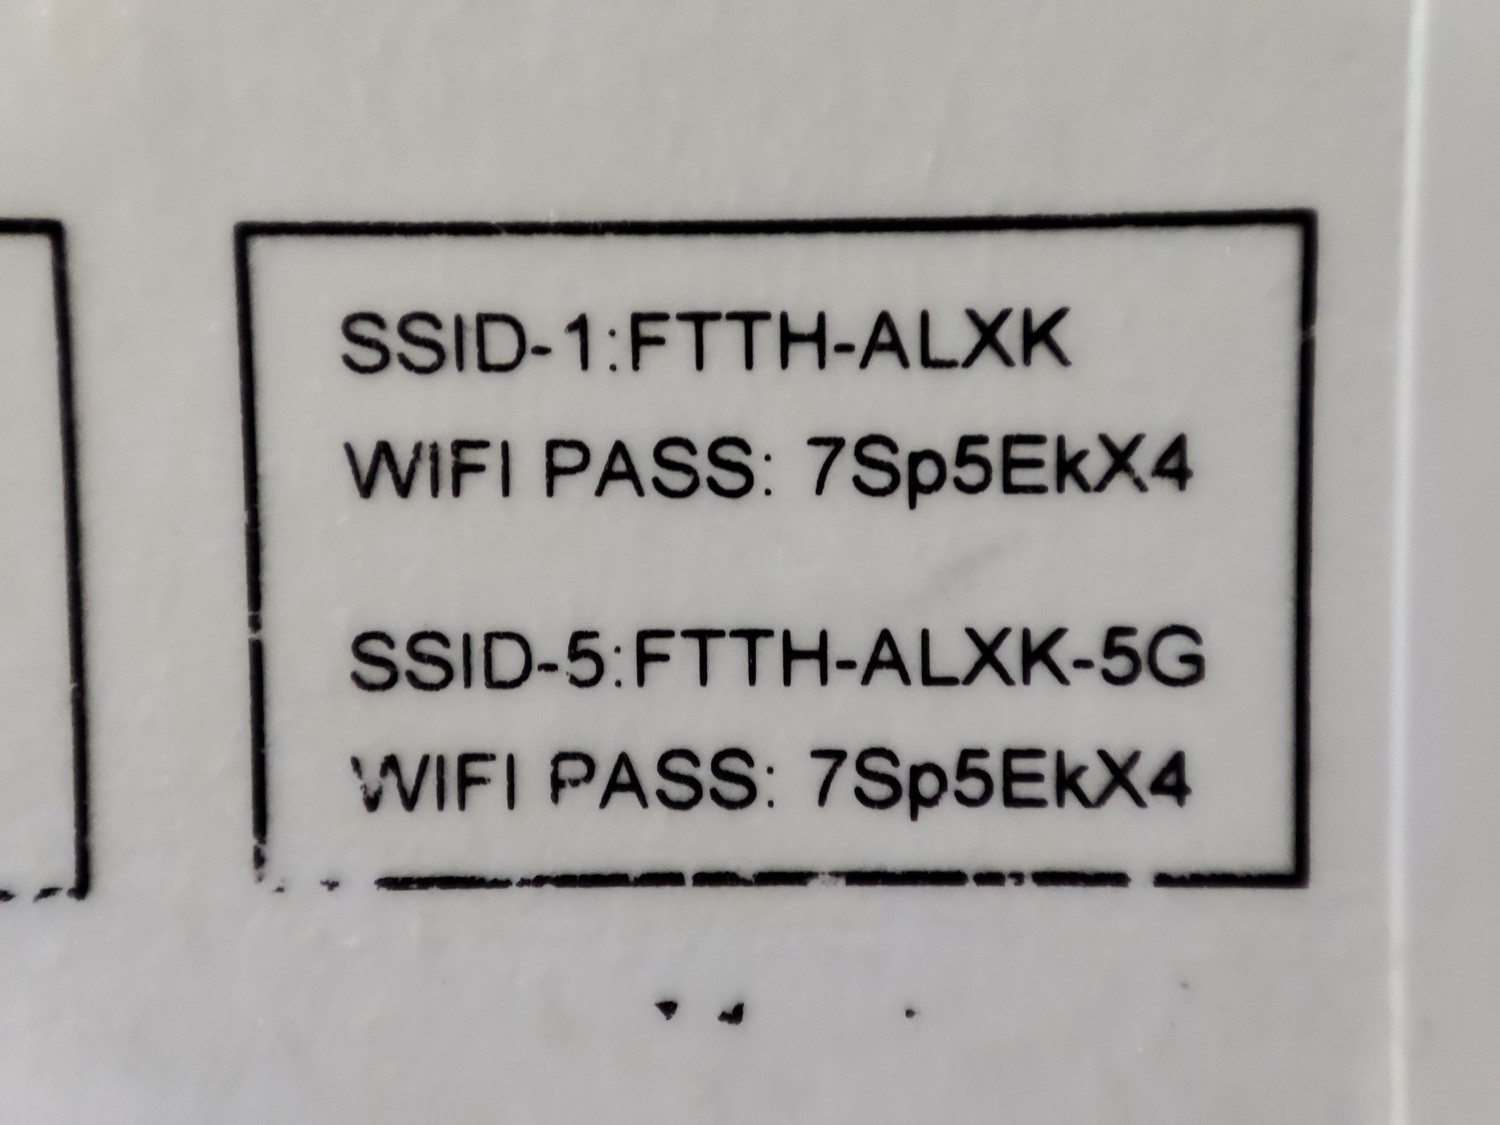 SSID-1:FTTH-ALXK
WIFI PASS: 7Sp5EkX4
SSID-5:FTTH-ALXK-5G
WIFI PASS: 7Sp5EkX4